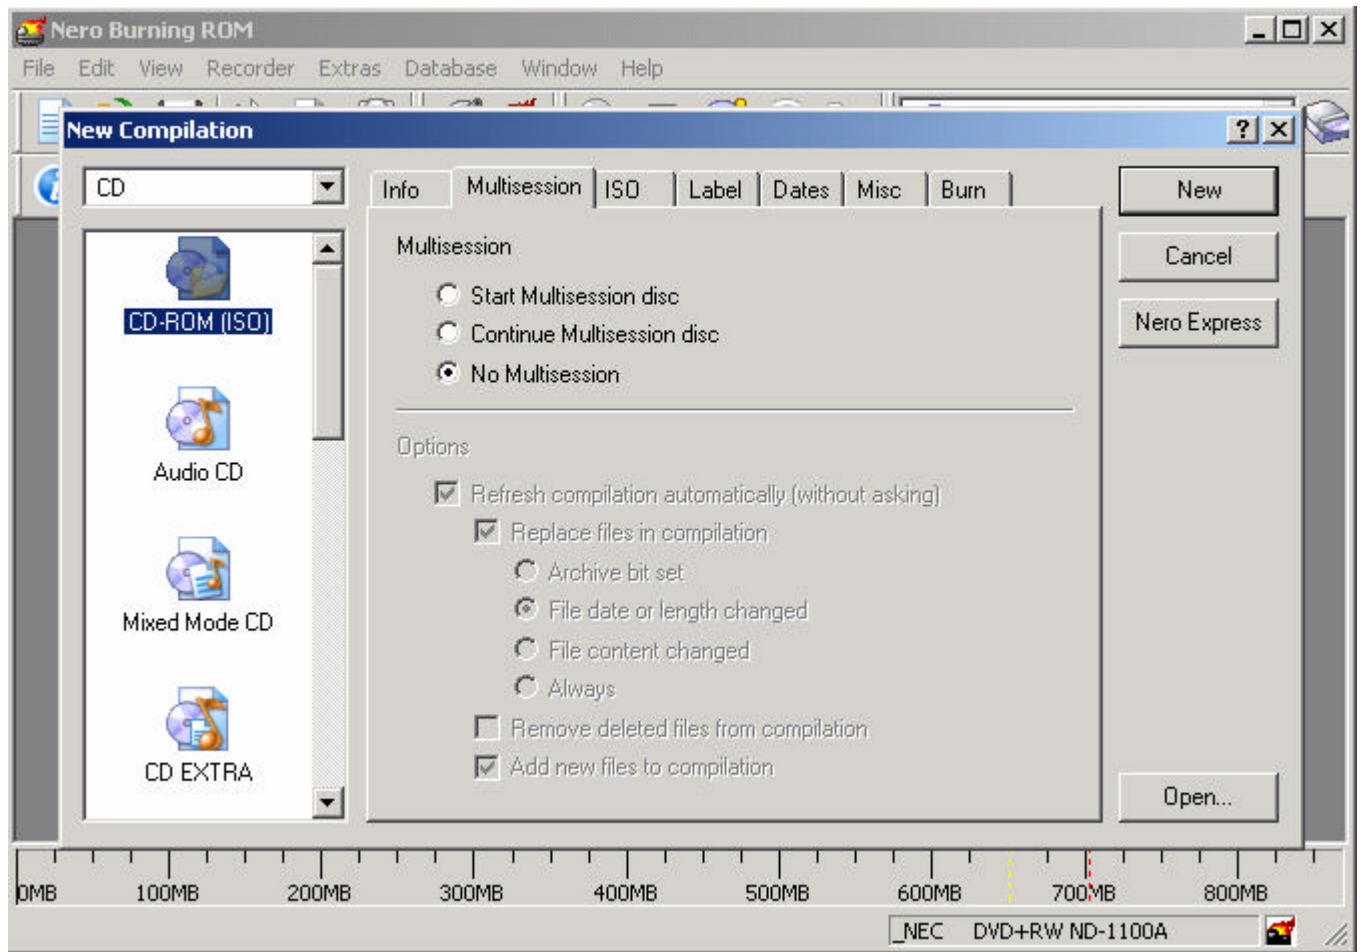 Nero Burning ROM
File Edit View Recorder Extras Database Window Help
New Compilation
CD
Info Multisession ISO Label Dates Misc Burn
New
Cancel
Nero Express
Open...
CD-ROM (ISO)
Audio CD
Mixed Mode CD
CD EXTRA
Multisession
Start Multisession disc
Continue Multisession disc
No Multisession
Options
Refresh compilation automatically (without asking)
Replace files in compilation
Archive bit set
File date or length changed
File content changed
Always
Remove deleted files from compilation
Add new files to compilation
0MB 100MB 200MB 300MB 400MB 500MB 600MB 700MB 800MB
_NEC DVD+RW ND-1100A